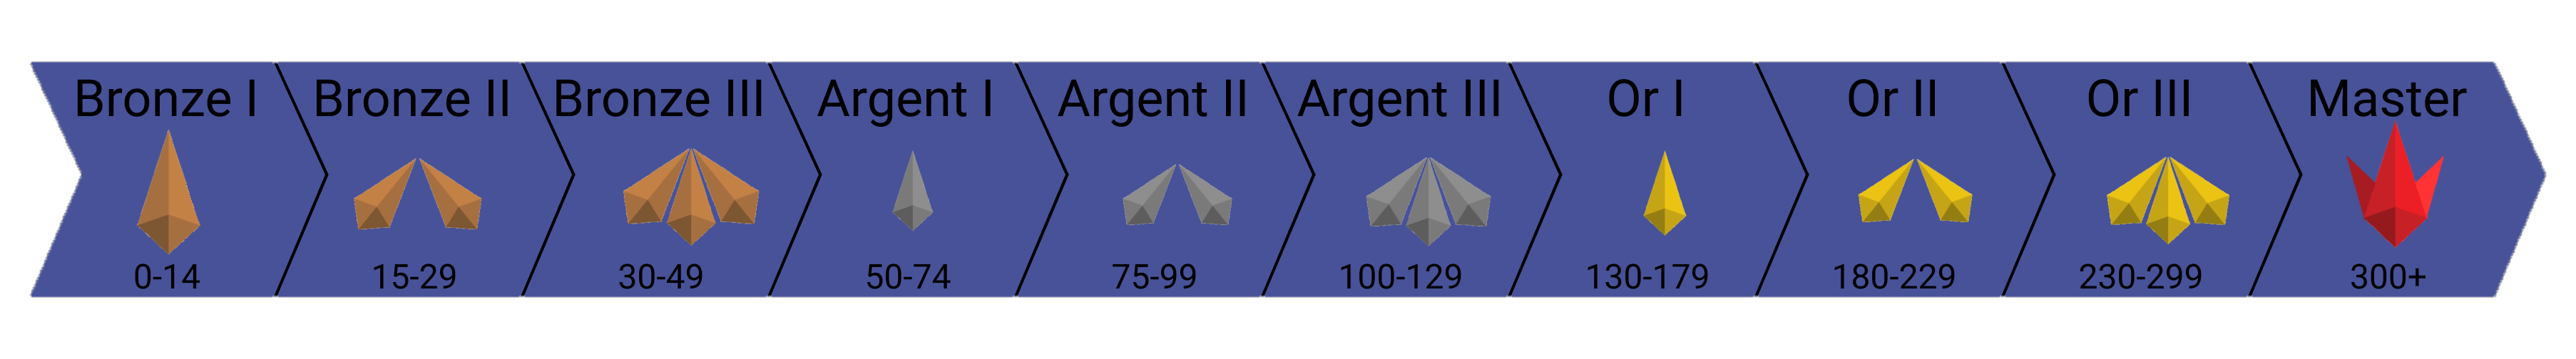 Bronze I
Bronze II
Bronze III
Argent I
Argent II
Argent III
Or I
Or II
Or III
Master
0-14
15-29
30-49
50-74
75-99
100-129
130-179
180-229
230-299
300+